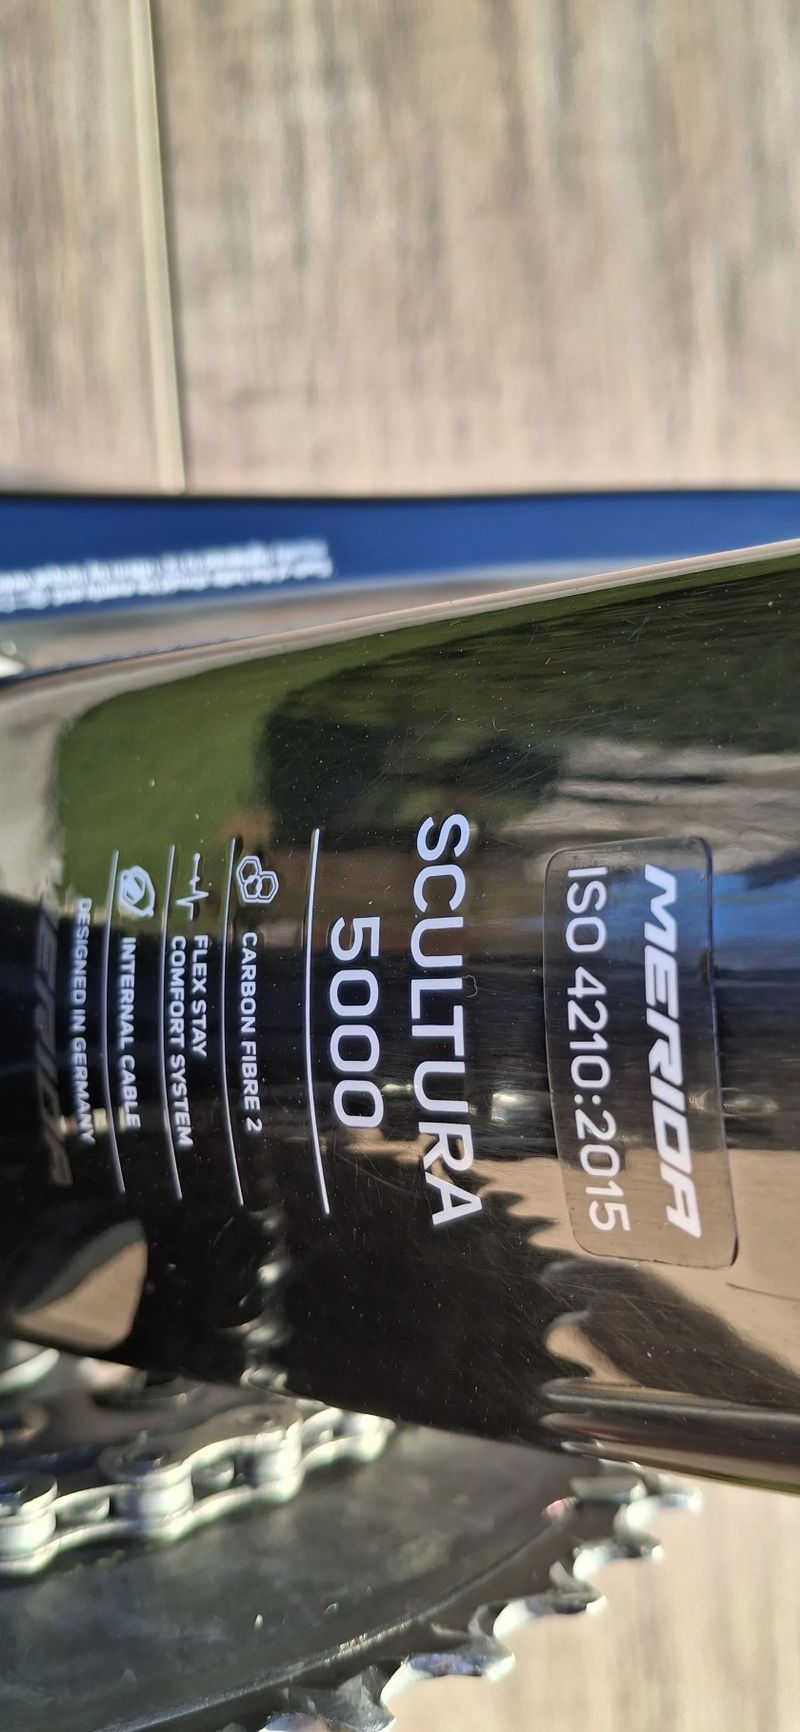 MERIDA
ISO 4210:2015
SCULTURA
5000
CARBON FIBRE 2
FLEX STAY
COMFORT SYSTEM
INTERNAL CABLE
DESIGNED IN GERMANY